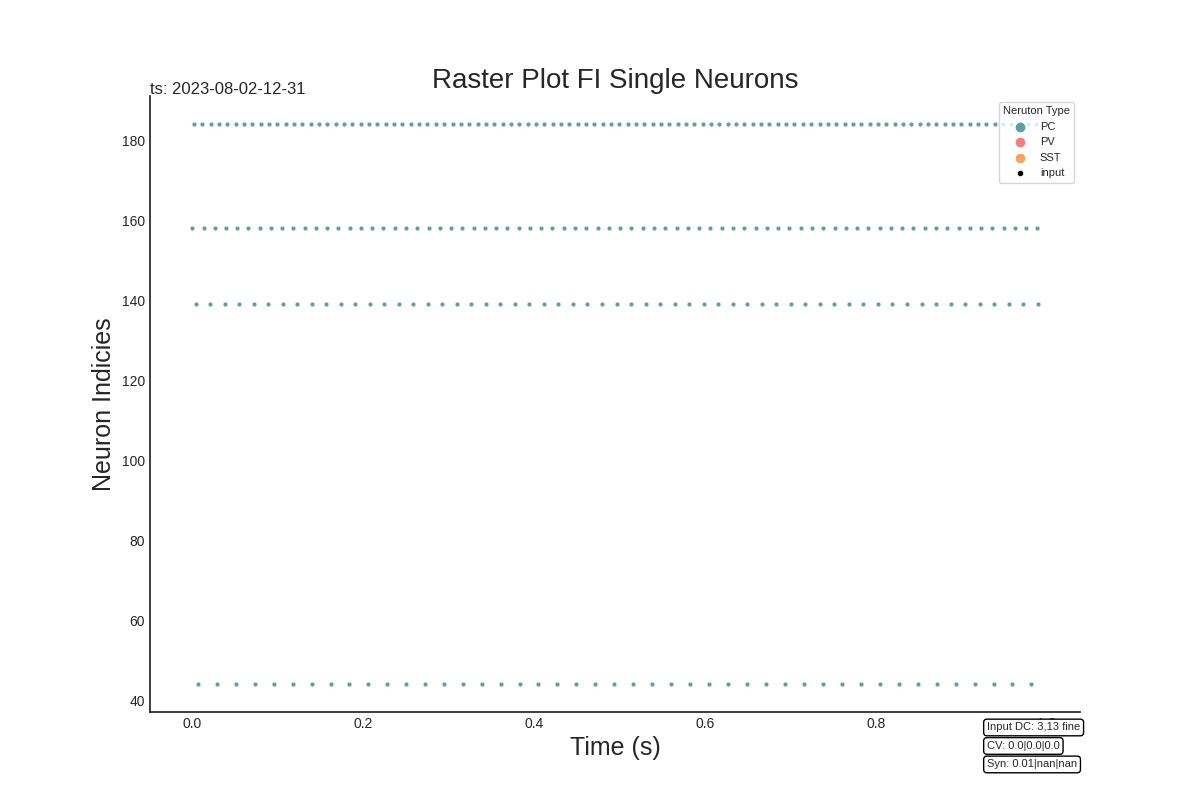 Raster Plot FI Single Neurons
ts: 2023-08-02-12-31
Neruton Type
PC
PV
SST
input
180
160
140
120
100
80
60
40
Neuron Indicies
0.0 0.2 0.4 0.6 0.8
Time (s)
Input DC: 3,13 fine
CV: 0.0|0.0|0.0
Syn: 0.01|nan|nan